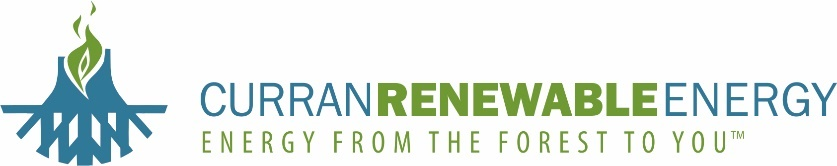 CURRANRENEWABLEENERGY
ENERGY FROM THE FOREST TO YOU™